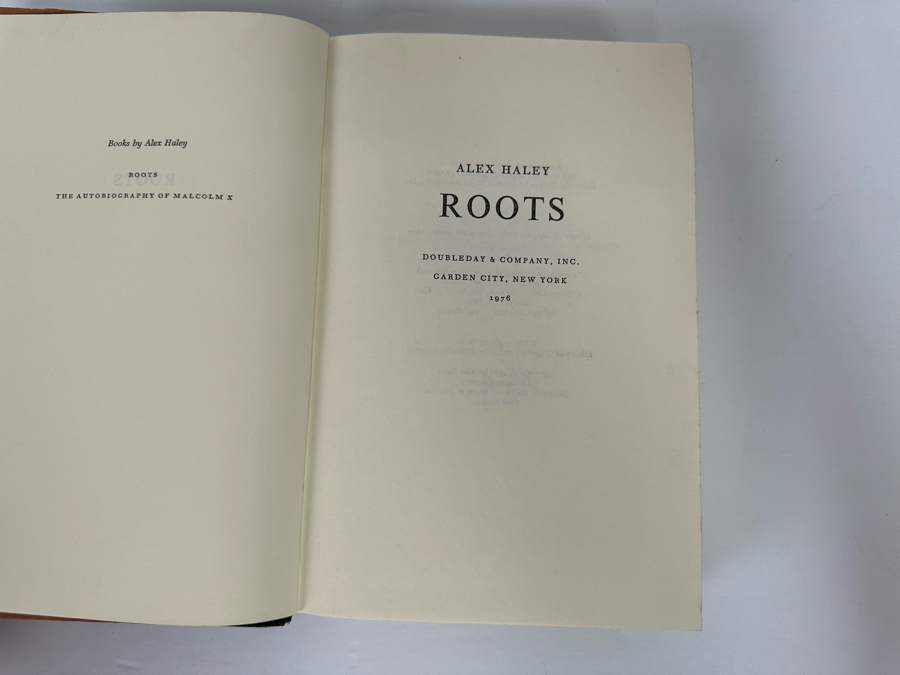 Books by Alex Haley
ROOTS
THE AUTOBIOGRAPHY OF MALCOLM X
ALEX HALEY
ROOTS
DOUBLEDAY & COMPANY, INC.
GARDEN CITY, NEW YORK
1976